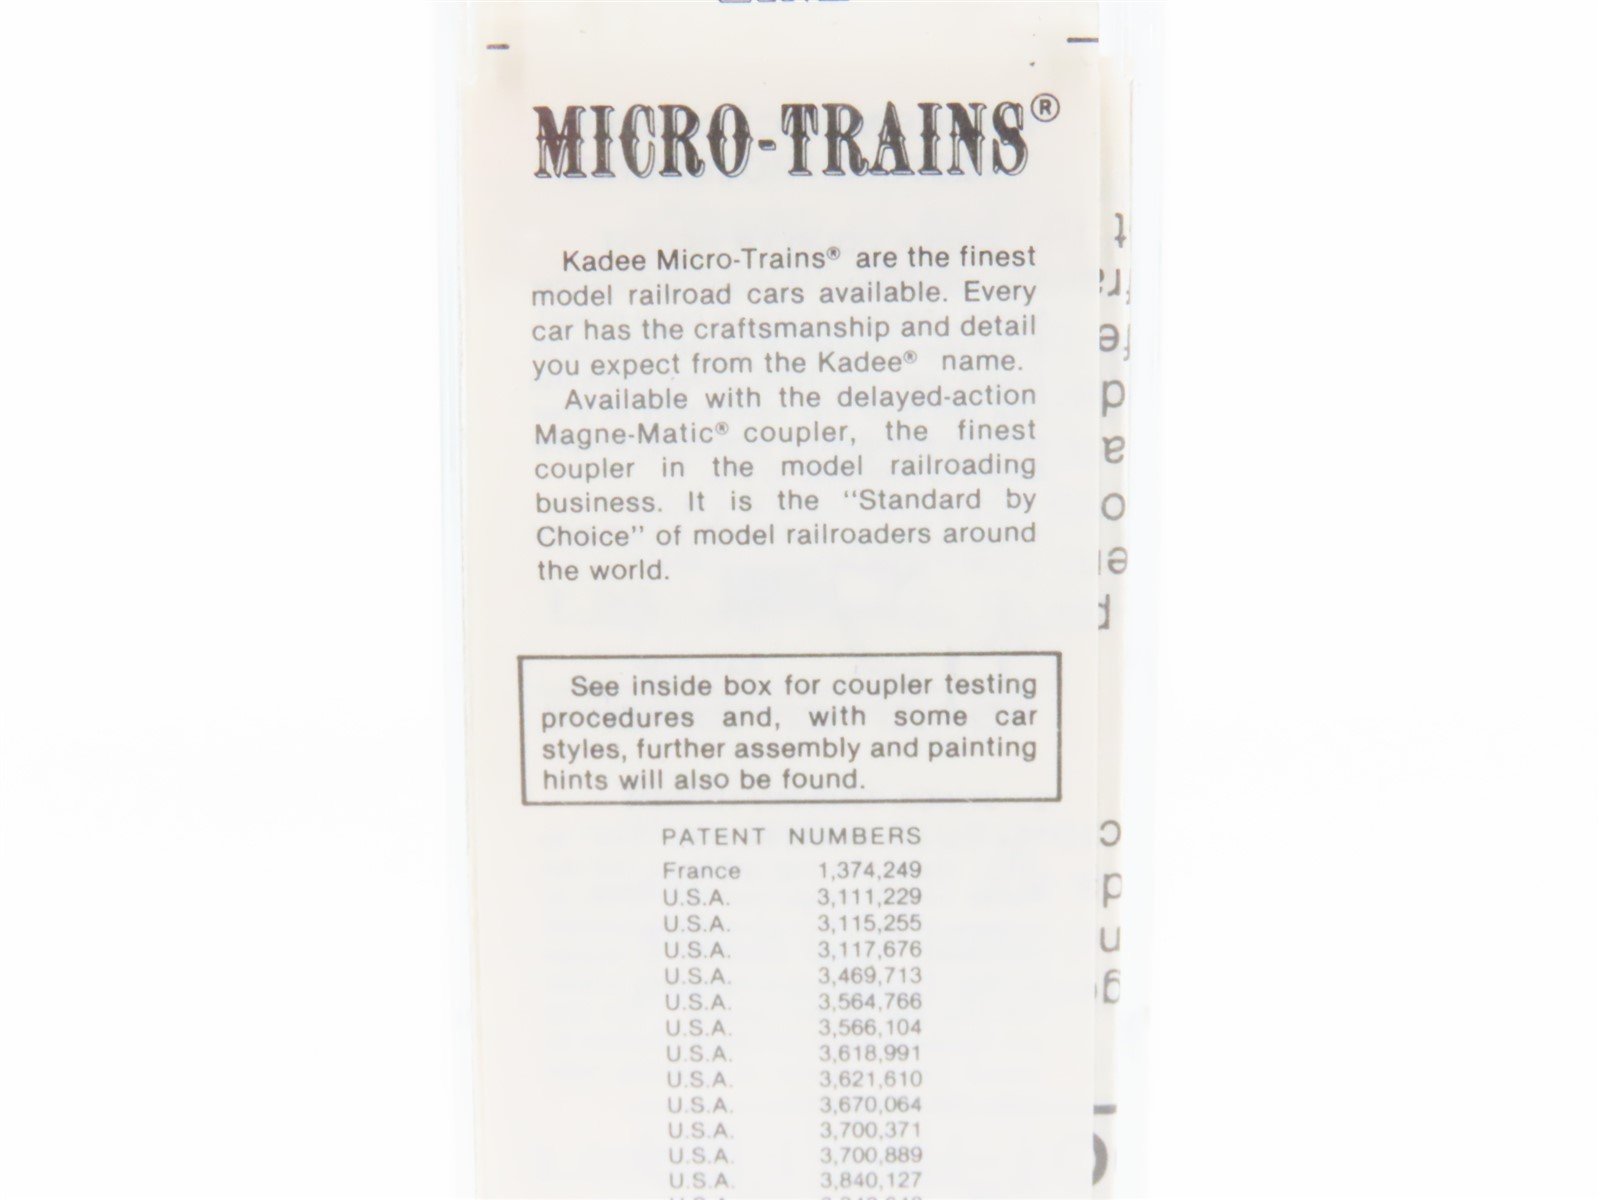 MICRO-TRAINS®
Kadee Micro-Trains® are the finest
model railroad cars available. Every
car has the craftsmanship and detail
you expect from the Kadee® name.
Available with the delayed-action
Magne-Matic® coupler, the finest
coupler in the model railroading
business. It is the "Standard by
Choice" of model railroaders around
the world.
See inside box for coupler testing
procedures and, with some car
styles, further assembly and painting
hints will also be found.
PATENT NUMBERS
France 1,374,249
U.S.A. 3,111,229
U.S.A. 3,115,255
U.S.A. 3,117,676
U.S.A. 3,469,713
U.S.A. 3,564,766
U.S.A. 3,566,104
U.S.A. 3,618,991
U.S.A. 3,621,610
U.S.A. 3,670,064
U.S.A. 3,700,371
U.S.A. 3,700,889
U.S.A. 3,840,127